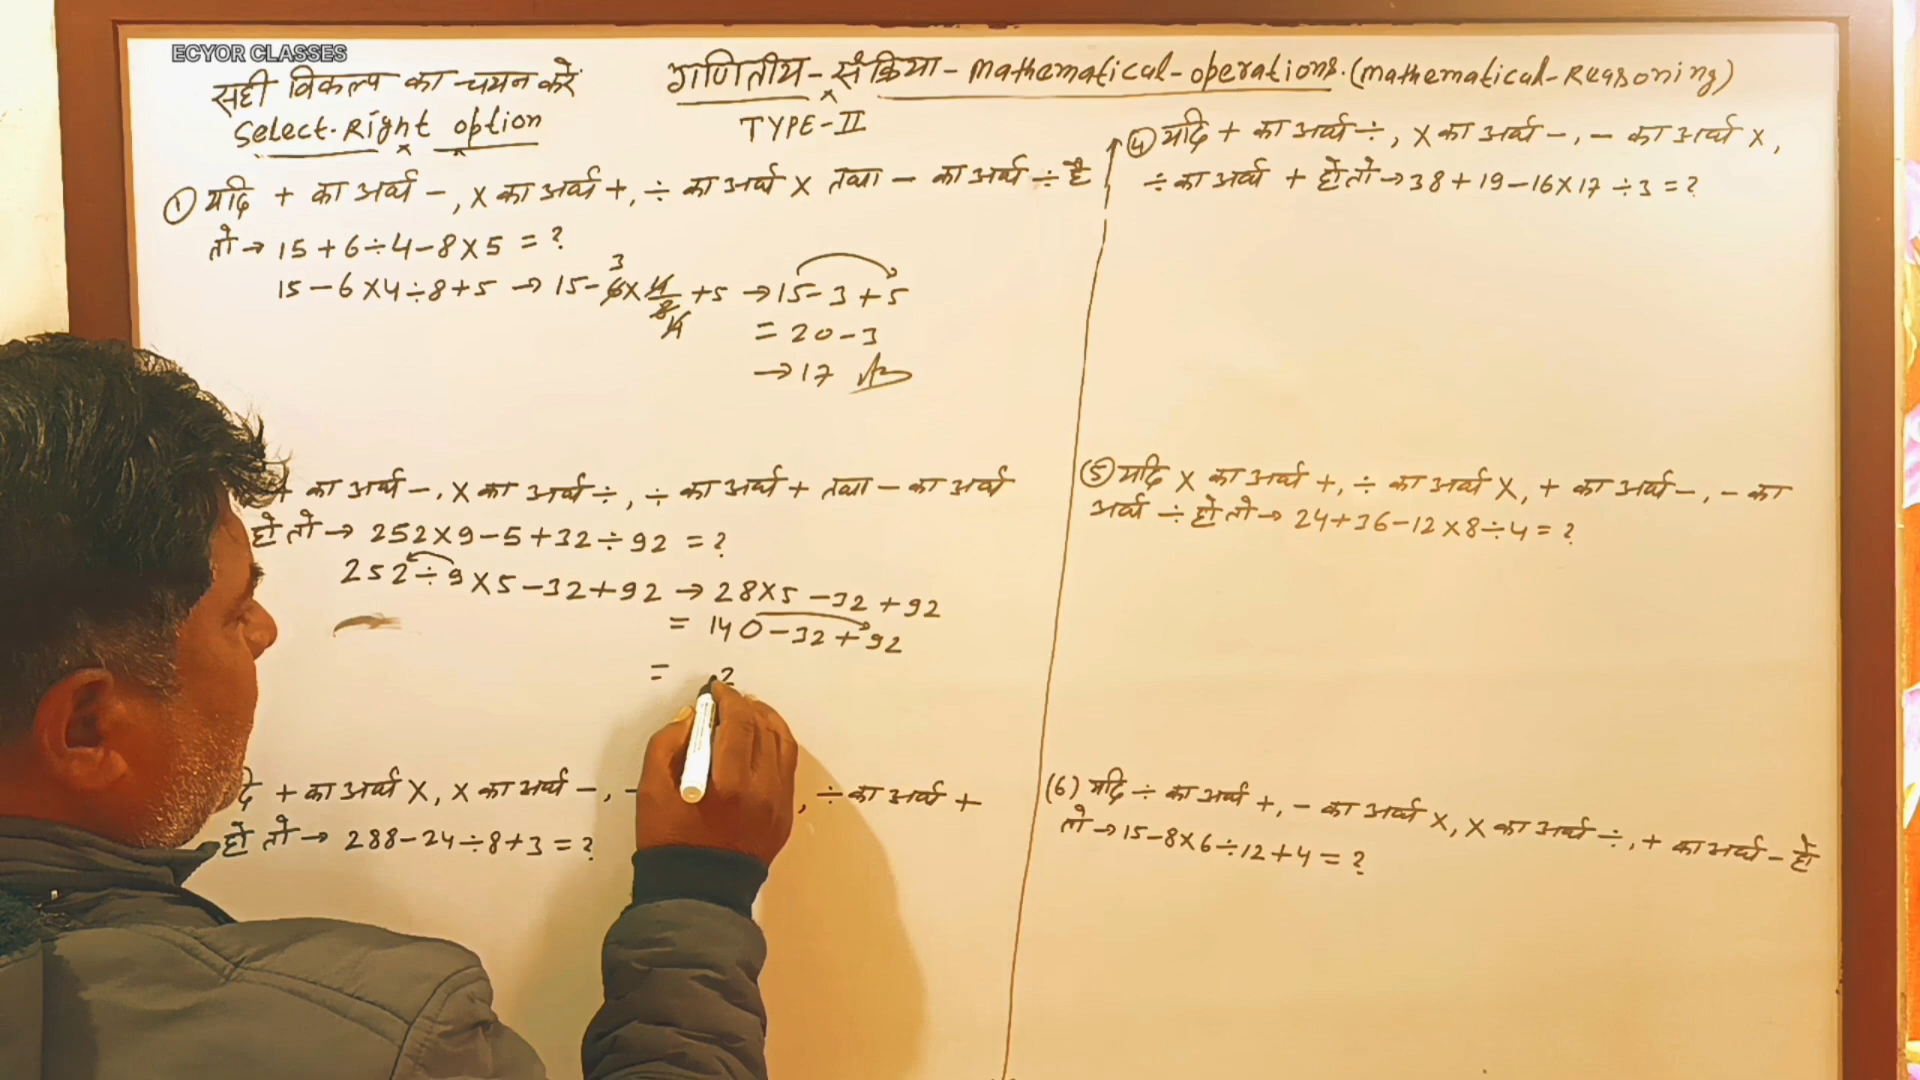 ECYOR CLASSES
सही विकल्प का चयन करें
Select Right option
गणितीय-संक्रिया-Mathematical-operations.(Mathematical-Reasoning)
TYPE-II
① यदि + का अर्थ -, × का अर्थ +, ÷ का अर्थ × तथा - का अर्थ ÷ है
तो→ 15+6÷4-8×5 = ?
15-6×4÷8+5 → 15-6×4/8+5 → 15-3+5
3
4
= 20-3
→ 17
+ का अर्थ -, × का अर्थ ÷, ÷ का अर्थ + तथा - का अर्थ
हो तो→ 252×9-5+32÷92 = ?
252÷9×5-32+92 → 28×5-32+92
= 140-32+92
= 2
+ का अर्थ ×, × का अर्थ -, -, ÷ का अर्थ +
हो तो→ 288-24÷8+3 = ?
④ यदि + का अर्थ ÷, × का अर्थ -, - का अर्थ ×,
÷ का अर्थ + हो तो→ 38+19-16×17÷3 = ?
⑤ यदि × का अर्थ +, ÷ का अर्थ ×, + का अर्थ -, - का
अर्थ ÷ हो तो→ 24+36-12×8÷4 = ?
(6) यदि ÷ का अर्थ +, - का अर्थ ×, × का अर्थ ÷, + का अर्थ - हो
तो→ 15-8×6÷12+4 = ?